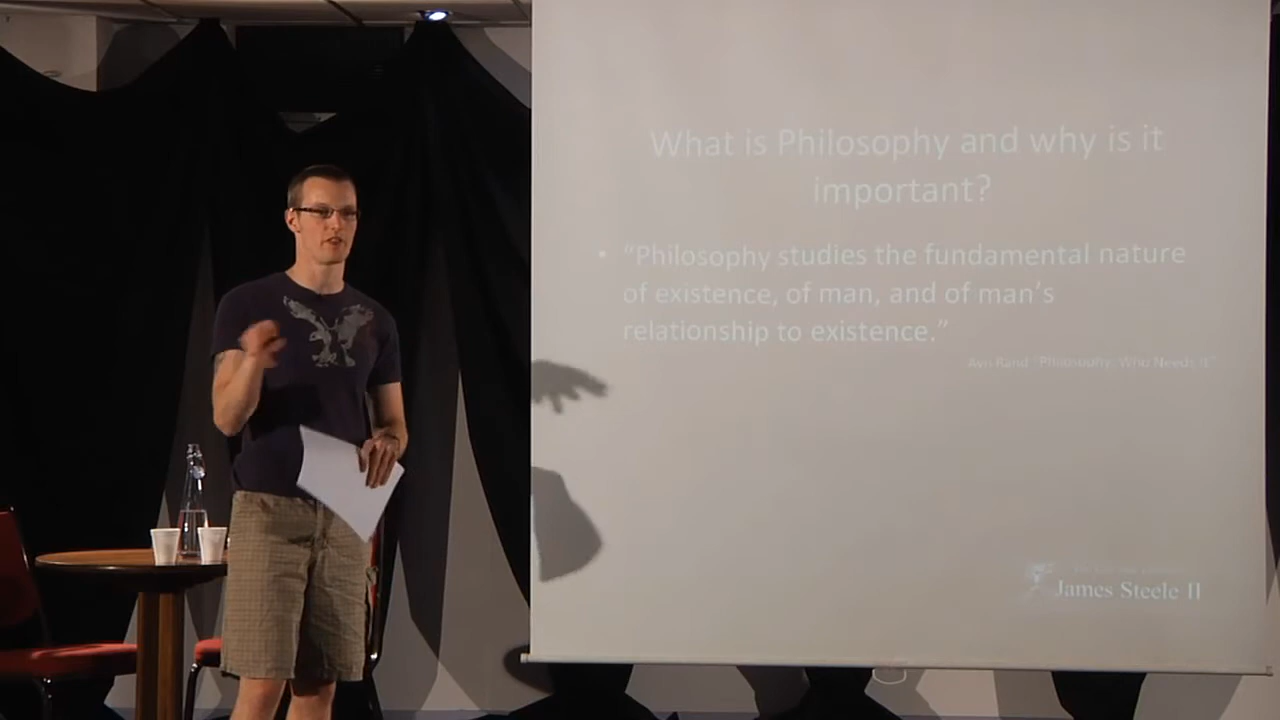 What is Philosophy and why is it
important?
• “Philosophy studies the fundamental nature
of existence, of man, and of man’s
relationship to existence.”
Ayn Rand “Philosophy: Who Needs It”
James Steele II